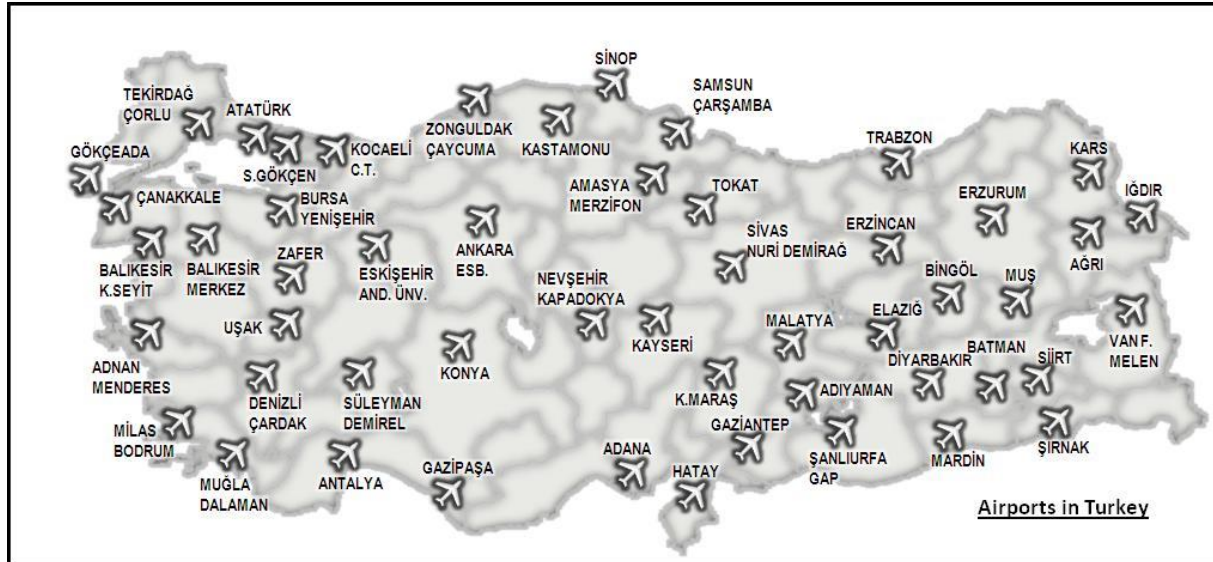 SİNOP
TEKİRDAĞ
ÇORLU
ATATÜRK
SAMSUN
ÇARŞAMBA
ZONGULDAK
ÇAYCUMA
KASTAMONU
TRABZON
KARS
GÖKÇEADA
S.GÖKÇEN
KOCAELİ
C.T.
AMASYA
MERZİFON
TOKAT
ERZURUM
IĞDIR
ÇANAKKALE
BURSA
YENİŞEHİR
SİVAS
NURİ DEMİRAĞ
ERZİNCAN
AĞRI
BALIKESİR
K.SEYİT
BALIKESİR
MERKEZ
ZAFER
ESKİŞEHİR
AND. ÜNV.
ANKARA
ESB.
NEVŞEHİR
KAPADOKYA
BİNGÖL
MUŞ
UŞAK
KAYSERİ
MALATYA
ELAZIĞ
VAN F.
MELEN
ADNAN
MENDERES
KONYA
DİYARBAKIR
BATMAN
SİİRT
DENİZLİ
ÇARDAK
SÜLEYMAN
DEMİREL
K.MARAŞ
ADIYAMAN
MİLAS
BODRUM
GAZİANTEP
ŞANLIURFA
GAP
MARDİN
ŞIRNAK
MUĞLA
DALAMAN
ANTALYA
GAZİPAŞA
ADANA
HATAY
Airports in Turkey